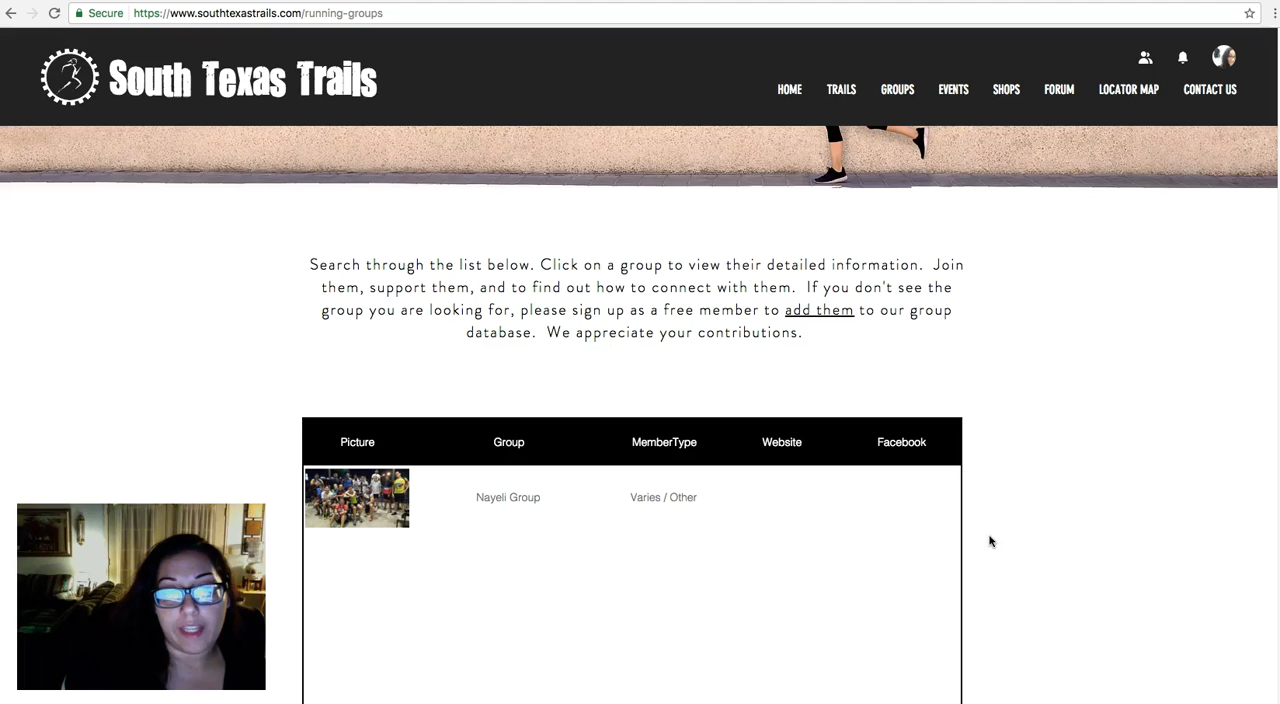 Secure https://www.southtexastrails.com/running-groups
South Texas Trails
HOME TRAILS GROUPS EVENTS SHOPS FORUM LOCATOR MAP CONTACT US
Search through the list below. Click on a group to view their detailed information. Join
them, support them, and to find out how to connect with them. If you don't see the
group you are looking for, please sign up as a free member to add them to our group
database. We appreciate your contributions.
Picture Group MemberType Website Facebook
Nayeli Group Varies / Other